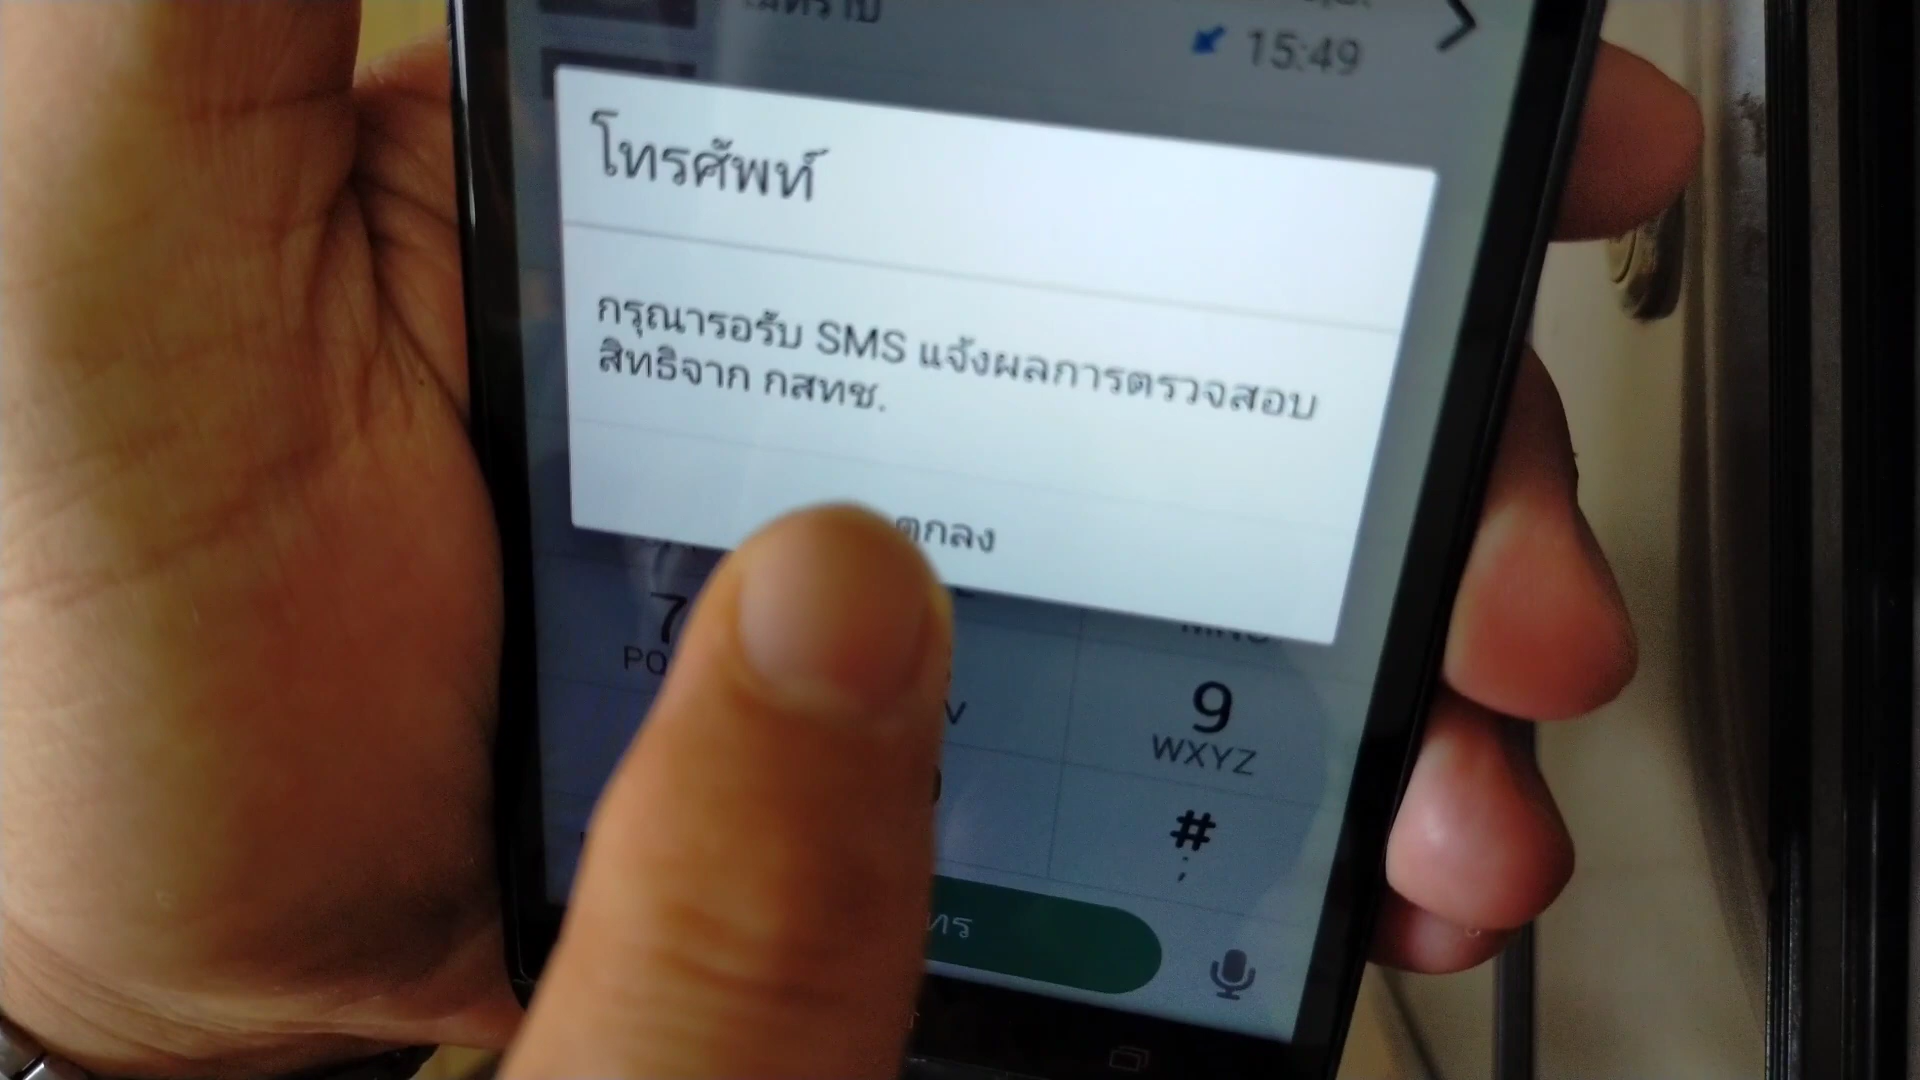 15:49
โทรศัพท์
กรุณารอรับ SMS แจ้งผลการตรวจสอบ
สิทธิจาก กสทช.
ตกลง
7
9
WXYZ
#
;